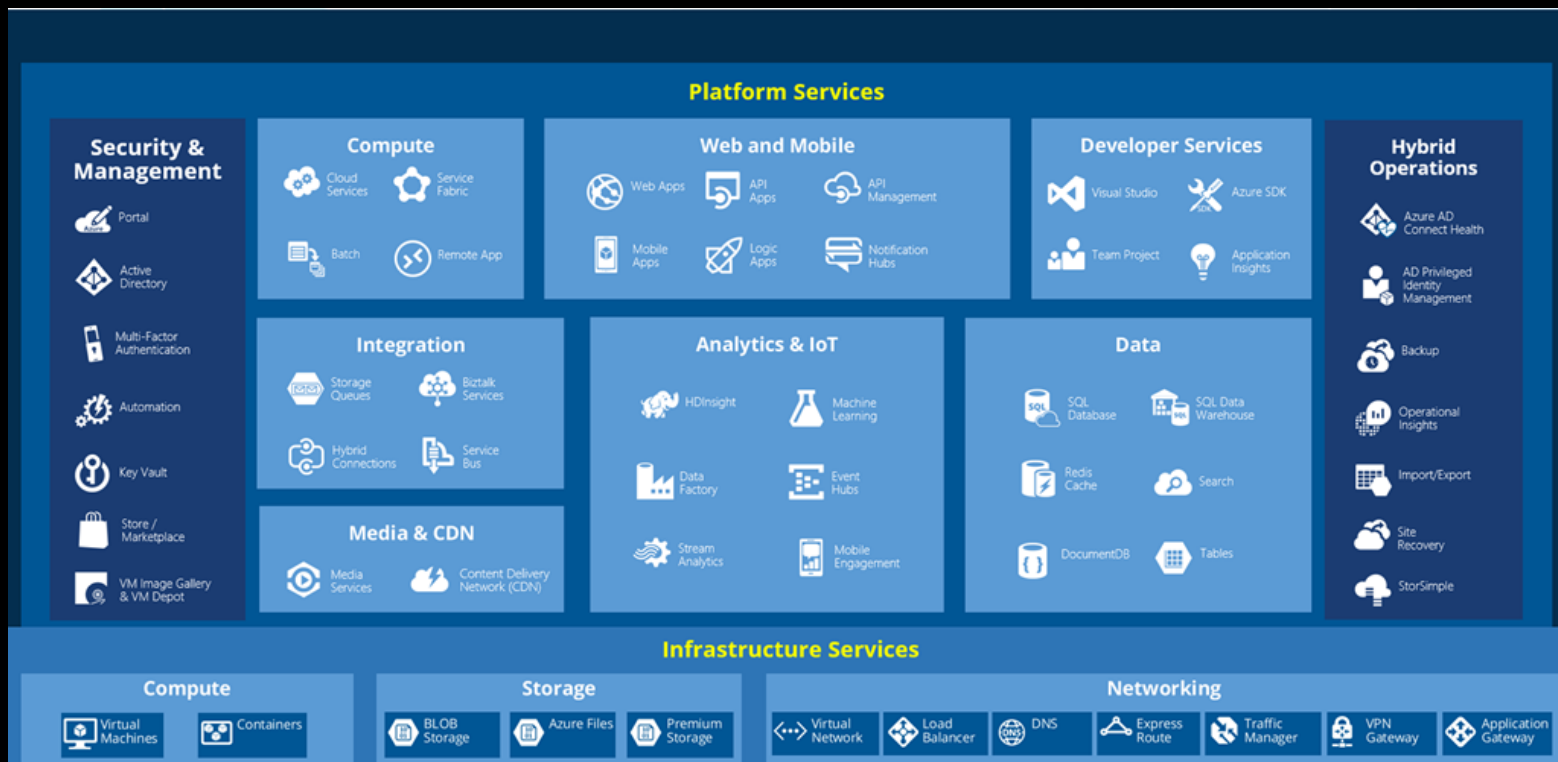 Platform Services
Security &
Management
Portal
Azure
Active
Directory
Multi-Factor
Authentication
Automation
Key Vault
Store /
Marketplace
VM Image Gallery
& VM Depot
Compute
Cloud
Services
Service
Fabric
Batch
Remote App
Web and Mobile
Web Apps
API
Apps
API
Management
Mobile
Apps
Logic
Apps
Notification
Hubs
Developer Services
Visual Studio
SDK
Azure SDK
Team Project
Application
Insights
Integration
Storage
Queues
Biztalk
Services
Hybrid
Connections
Service
Bus
Analytics & IoT
HDInsight
Machine
Learning
Data
Factory
Event
Hubs
Stream
Analytics
Mobile
Engagement
Data
SQL
SQL
Database
SQL
SQL Data
Warehouse
Redis
Cache
Search
DocumentDB
Tables
Media & CDN
Media
Services
Content Delivery
Network (CDN)
Hybrid
Operations
Azure AD
Connect Health
AD Privileged
Identity
Management
Backup
Operational
Insights
Import/Export
Site
Recovery
StorSimple
Infrastructure Services
Compute
Virtual
Machines
Containers
Storage
BLOB
Storage
Azure Files
Premium
Storage
Networking
Virtual
Network
Load
Balancer
DNS
DNS
Express
Route
Traffic
Manager
VPN
Gateway
Application
Gateway